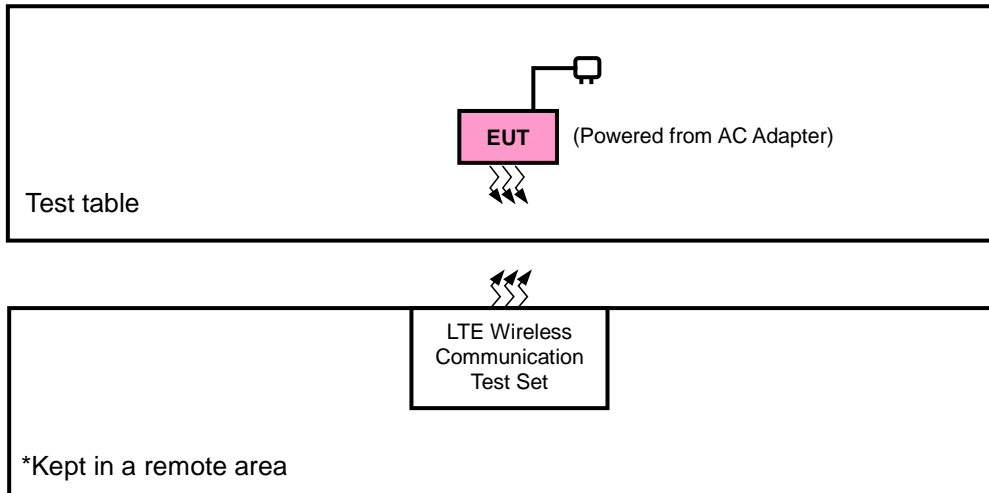 EUT
(Powered from AC Adapter)
Test table
LTE Wireless
Communication
Test Set
*Kept in a remote area